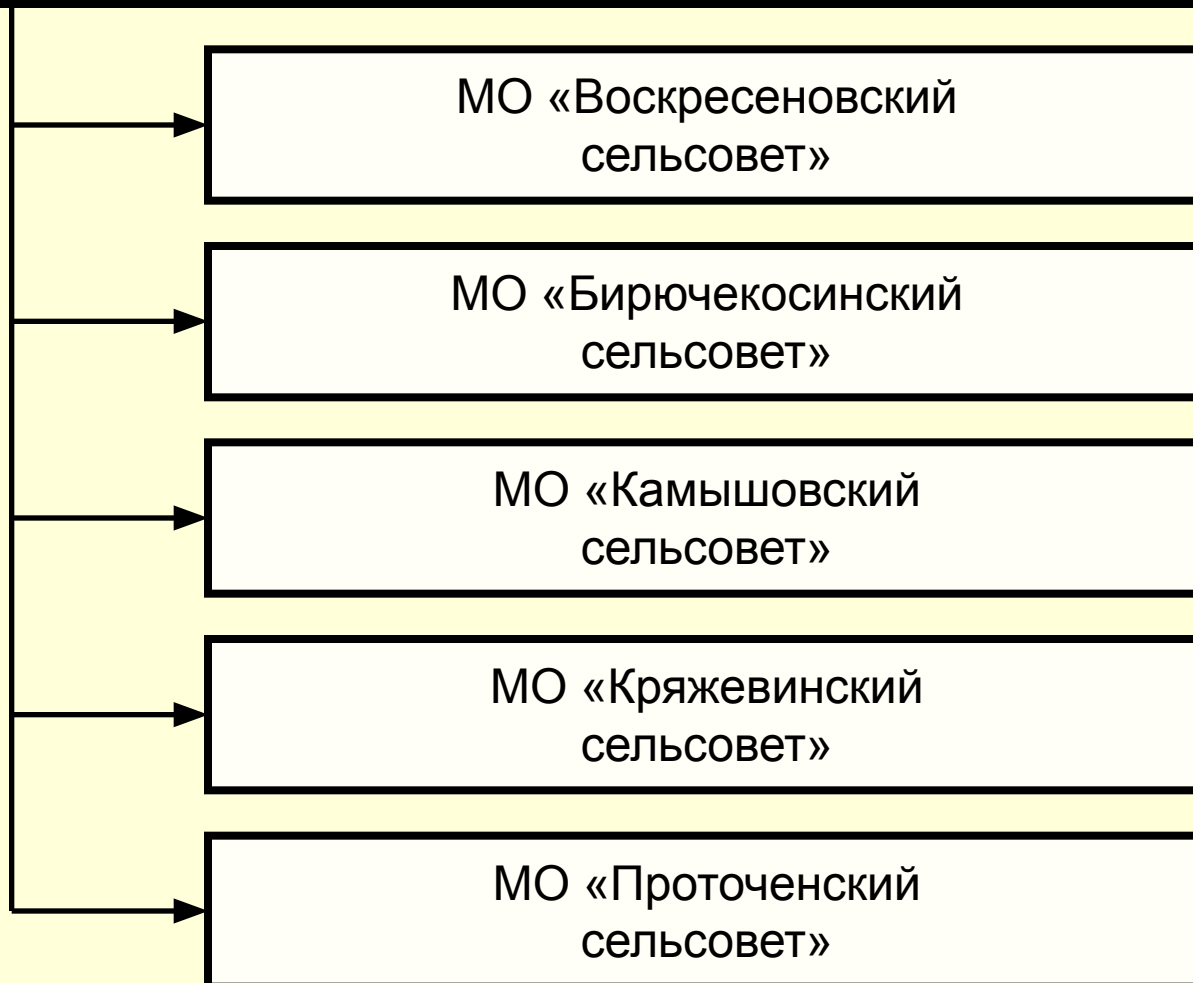 МО «Воскресеновский
сельсовет»
МО «Бирючекосинский
сельсовет»
МО «Камышовский
сельсовет»
МО «Кряжевинский
сельсовет»
МО «Проточенский
сельсовет»